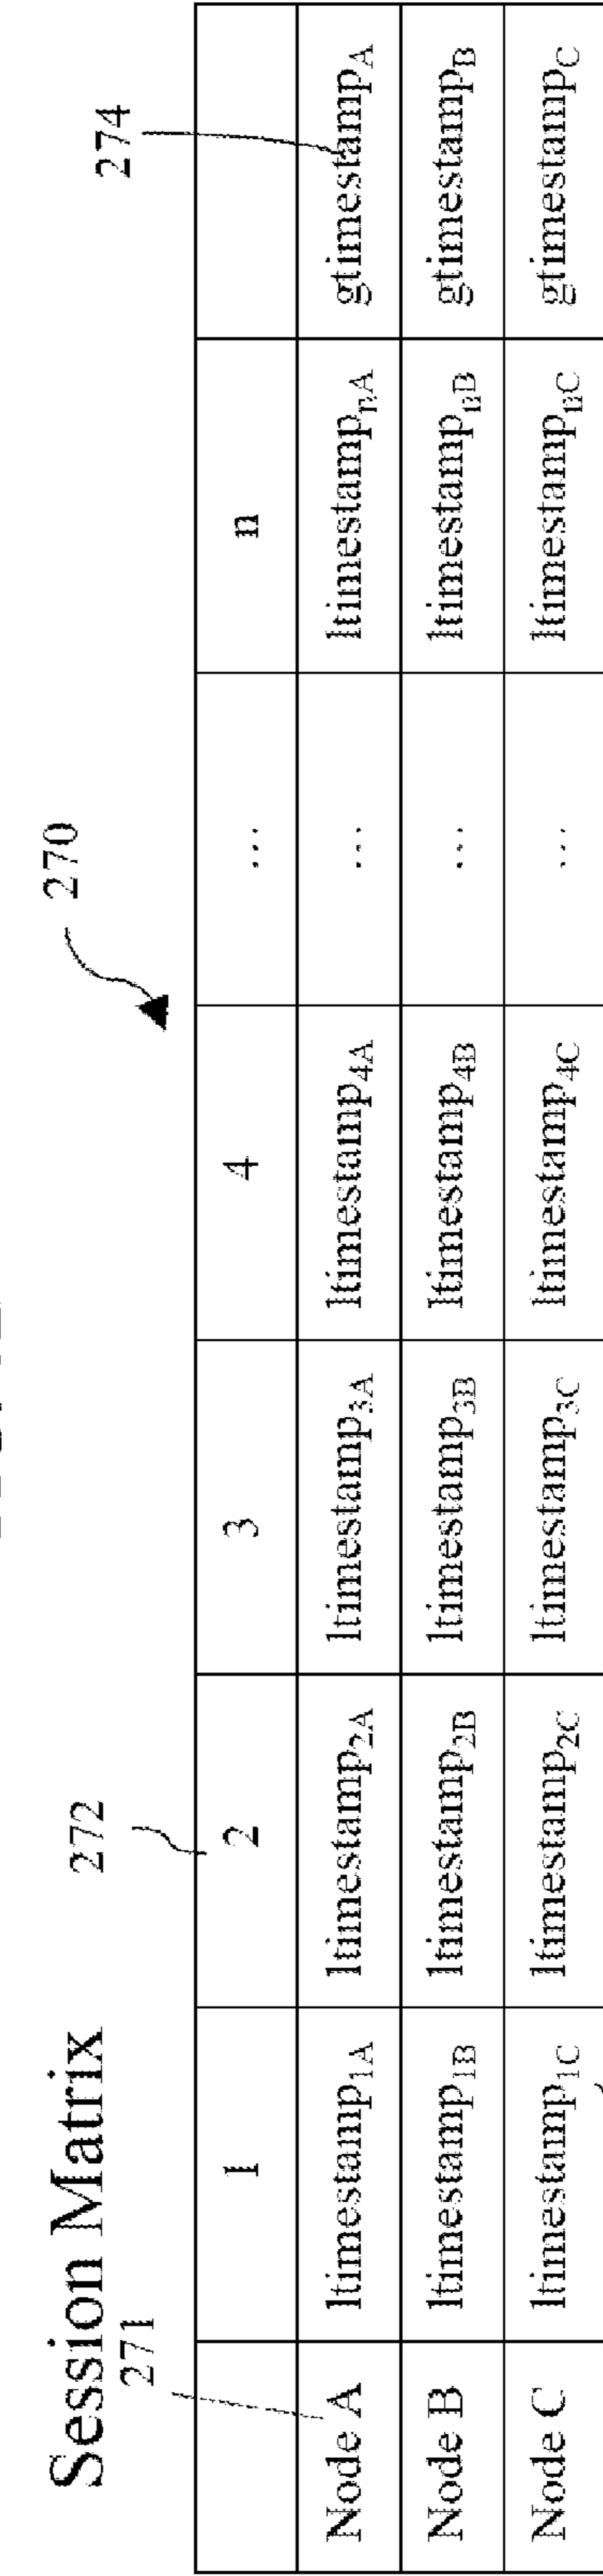 Session Matrix
270
271
272
274
1 2 3 4 ... n
Node A ltimestamp1A ltimestamp2A ltimestamp3A ltimestamp4A ... ltimestampnA gtimestampA
Node B ltimestamp1B ltimestamp2B ltimestamp3B ltimestamp4B ... ltimestampnB gtimestampB
Node C ltimestamp1C ltimestamp2C ltimestamp3C ltimestamp4C ... ltimestampnC gtimestampC